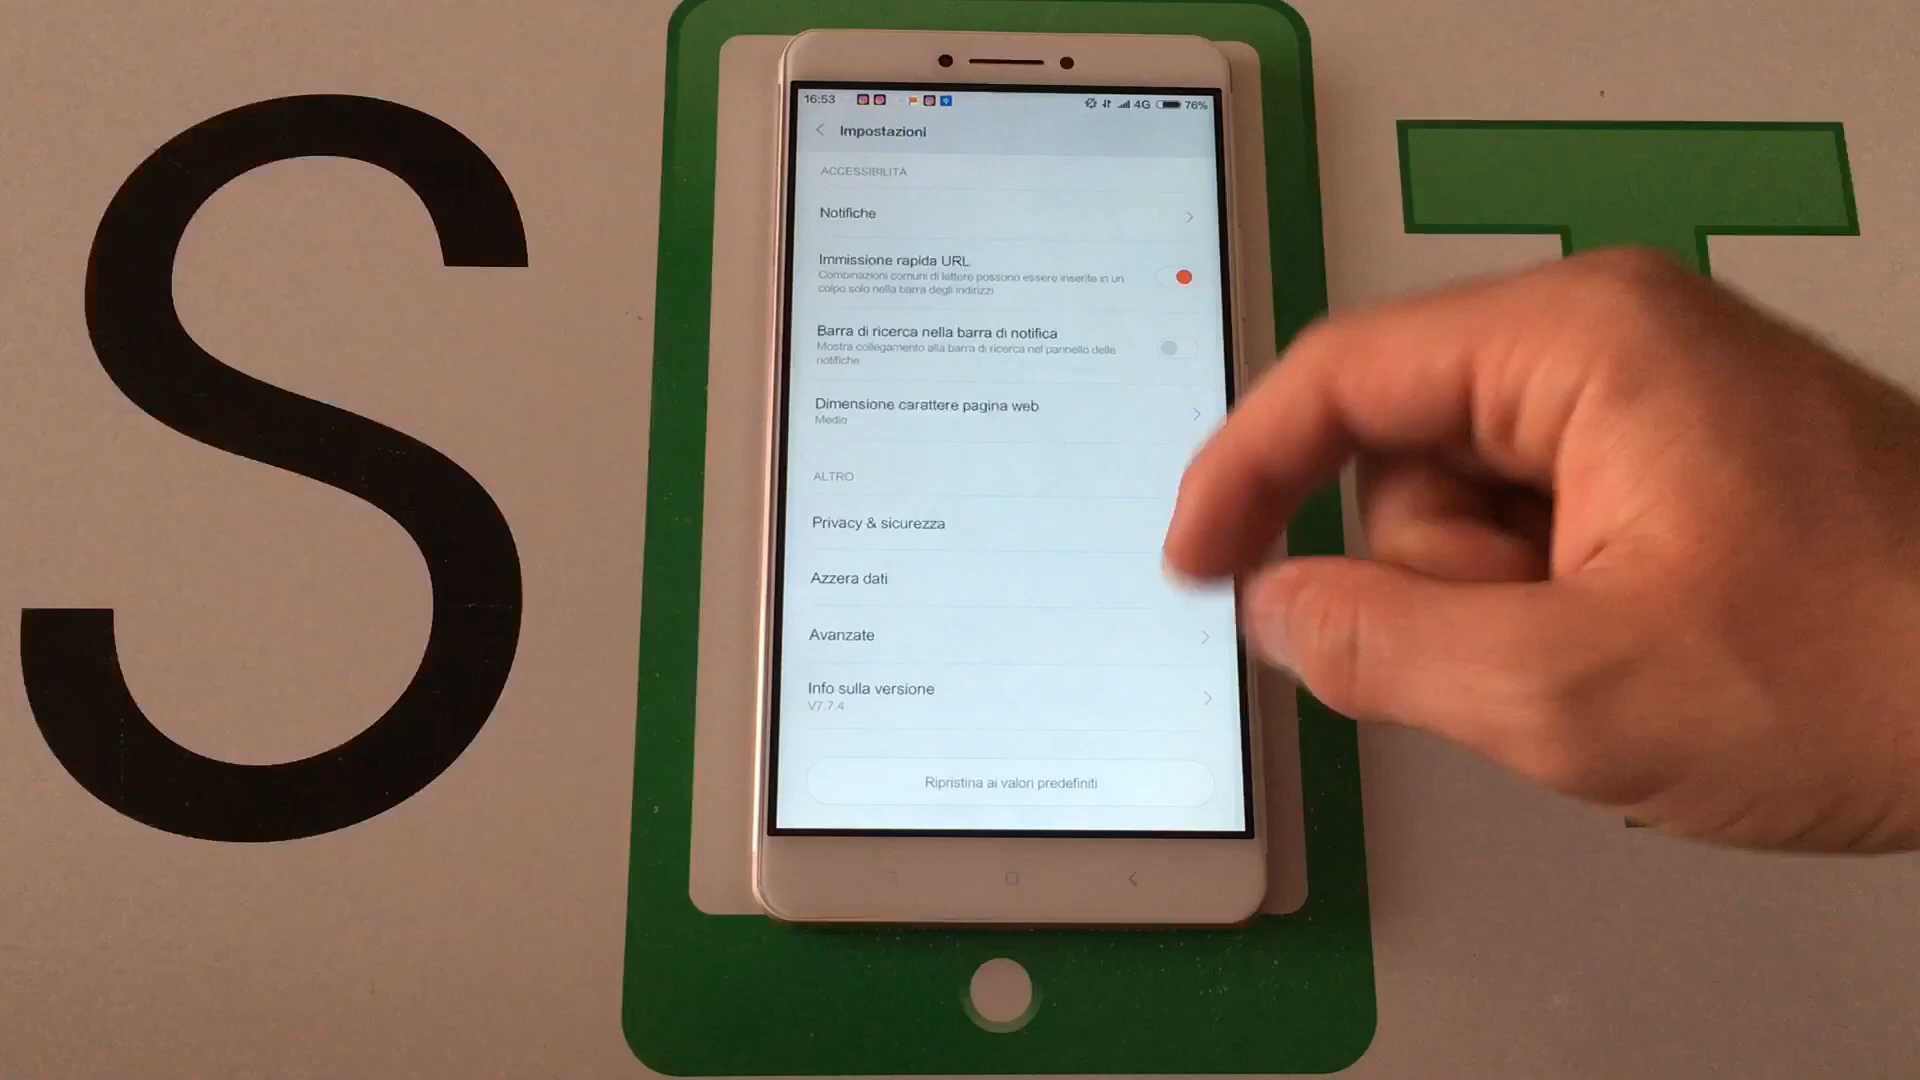 S T
16:53
4G 76%
Impostazioni
ACCESSIBILITÀ
Notifiche
Immissione rapida URL
Combinazioni comuni di lettere possono essere inserite in un
colpo solo nella barra degli indirizzi
Barra di ricerca nella barra di notifica
Mostra collegamento alla barra di ricerca nel pannello delle
notifiche
Dimensione carattere pagina web
Medio
ALTRO
Privacy & sicurezza
Azzera dati
Avanzate
Info sulla versione
V7.7.4
Ripristina ai valori predefiniti